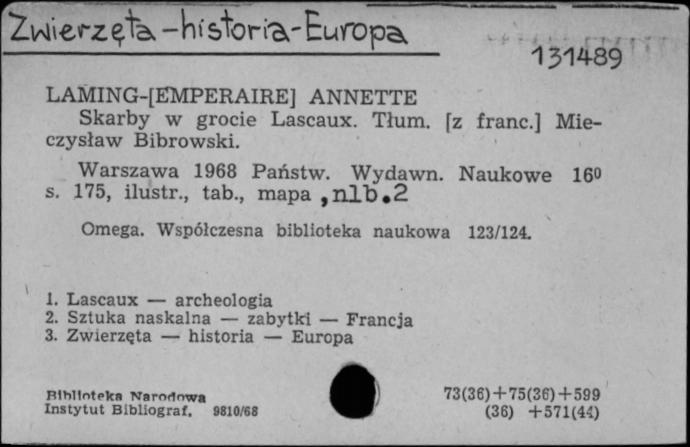 Zwierzęta-historia-Europa
131489
LAMING-[EMPERAIRE] ANNETTE
Skarby w grocie Lascaux. Tłum. [z franc.] Mie-
czysław Bibrowski.
Warszawa 1968 Państw. Wydawn. Naukowe 16⁰
s. 175, ilustr., tab., mapa ,nlb.2
Omega. Współczesna biblioteka naukowa 123/124.
1. Lascaux — archeologia
2. Sztuka naskalna — zabytki — Francja
3. Zwierzęta — historia — Europa
Biblioteka Narodowa
Instytut Bibliograf. 9810/68
73(36)+75(36)+599
(36) +571(44)